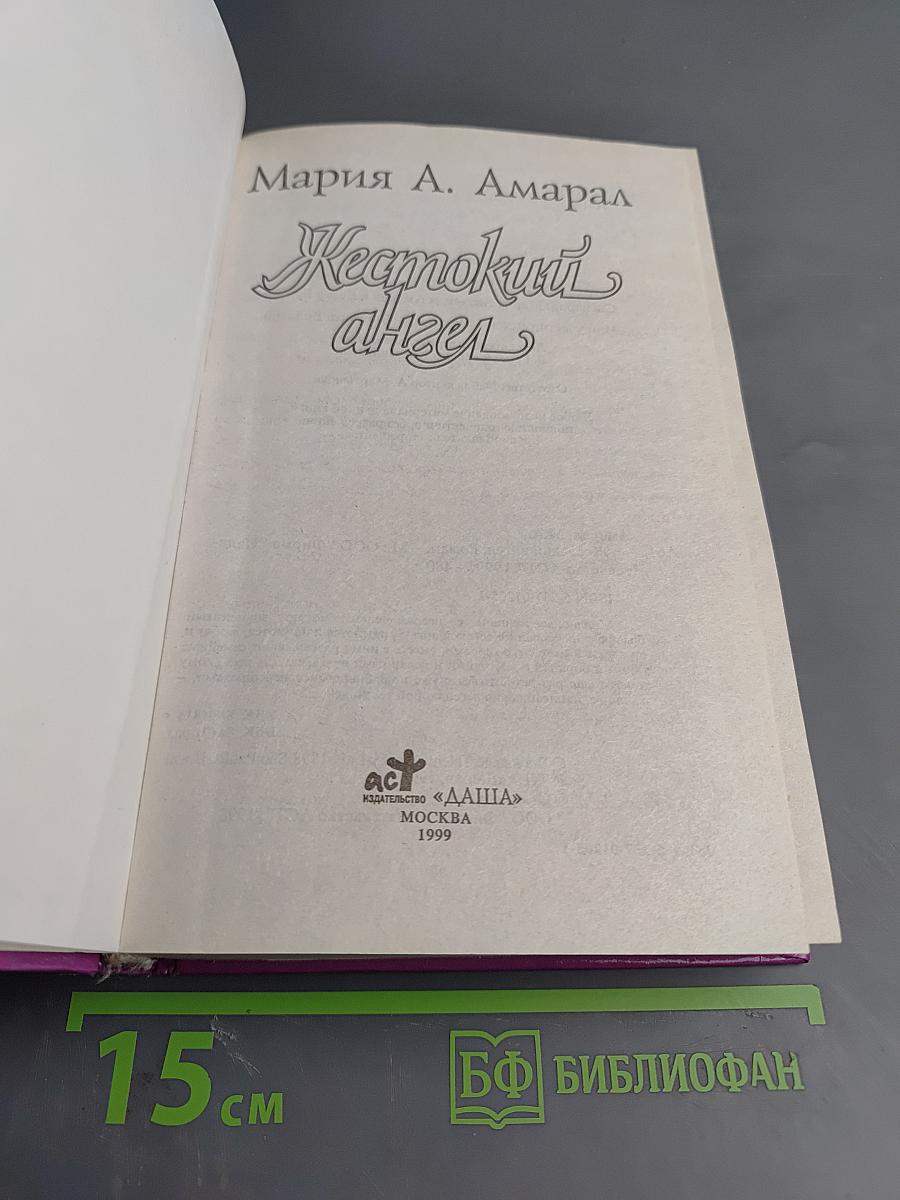 Мария А. Амарал
Жестокий
ангел
аст
ИЗДАТЕЛЬСТВО «ДАША»
МОСКВА
1999
15 см
БФ БИБЛИОФАН